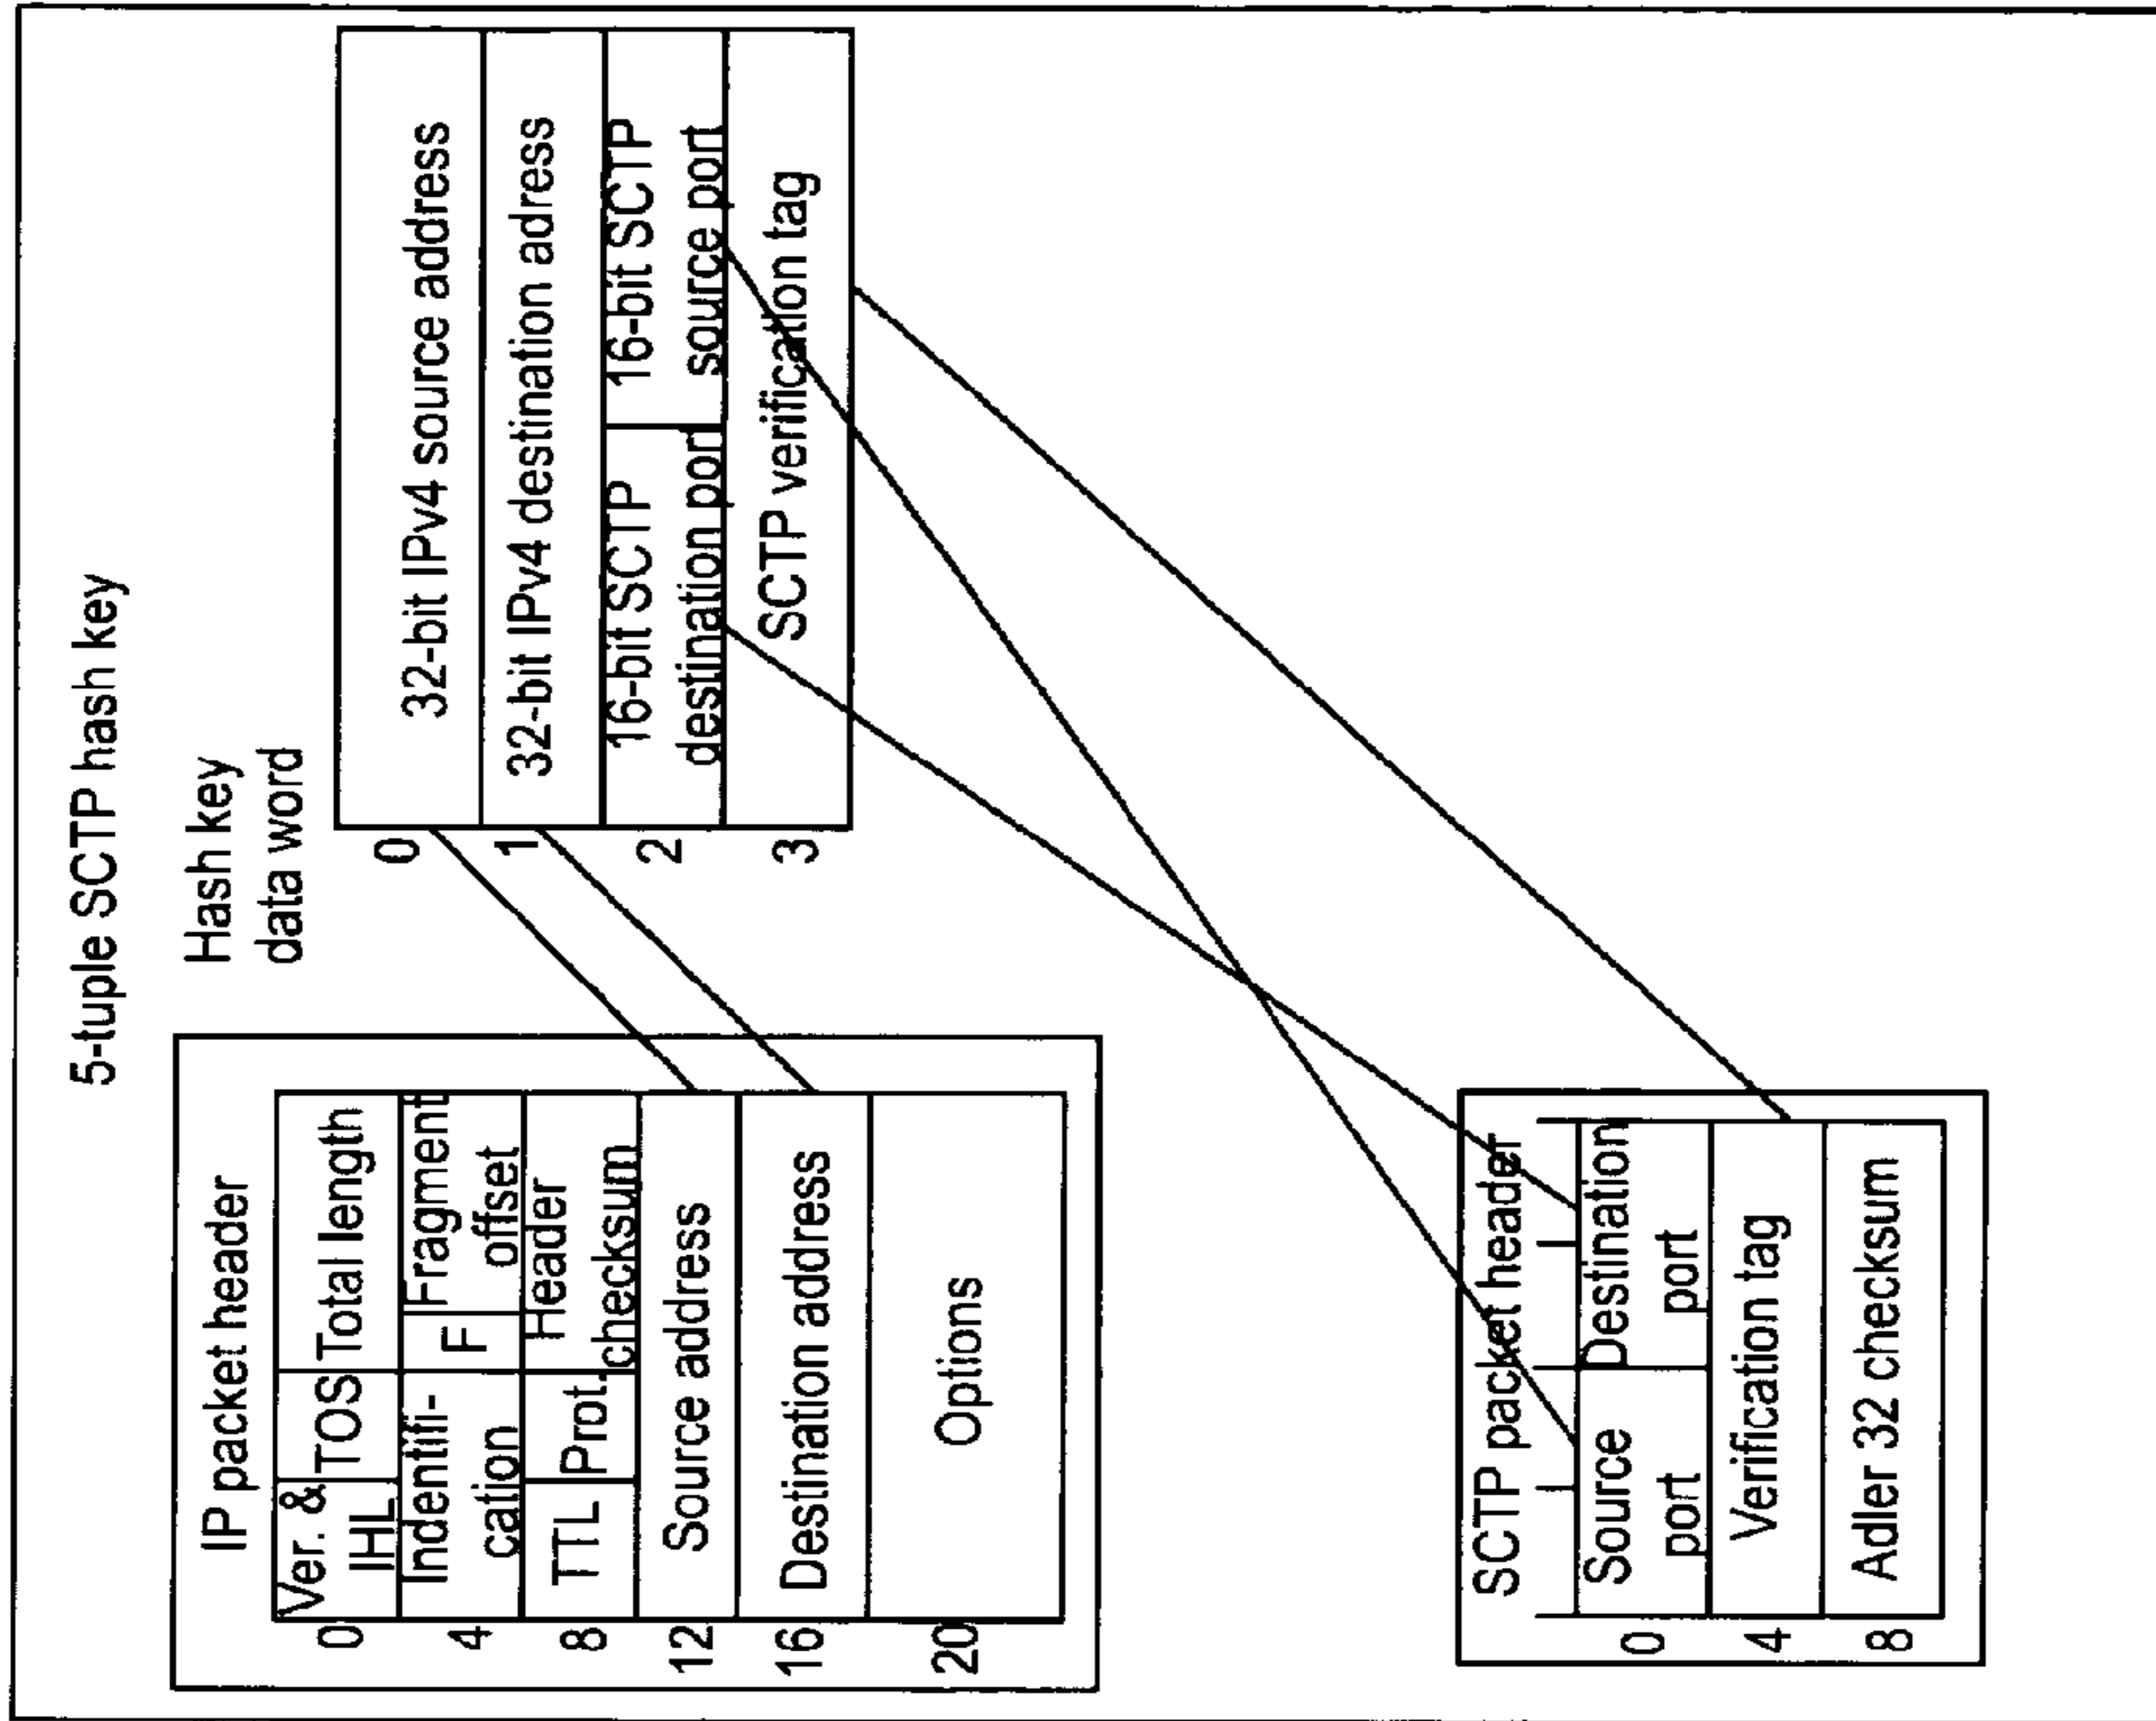 5-tuple SCTP hash key
IP packet header
0
Ver. &
IHL
TOS
Total length
4
Indentifi-
cation
F
Fragment
offset
8
TTL
Prot.
Header
checksum
12
Source address
16
Destination address
20
Options
Hash key
data word
0
32-bit IPv4 source address
1
32-bit IPv4 destination adress
2
16-bit SCTP
destination port
16-bit SCTP
source port
3
SCTP verification tag
SCTP packet header
0
Source
port
Destination
port
4
Verification tag
8
Adler 32 checksum